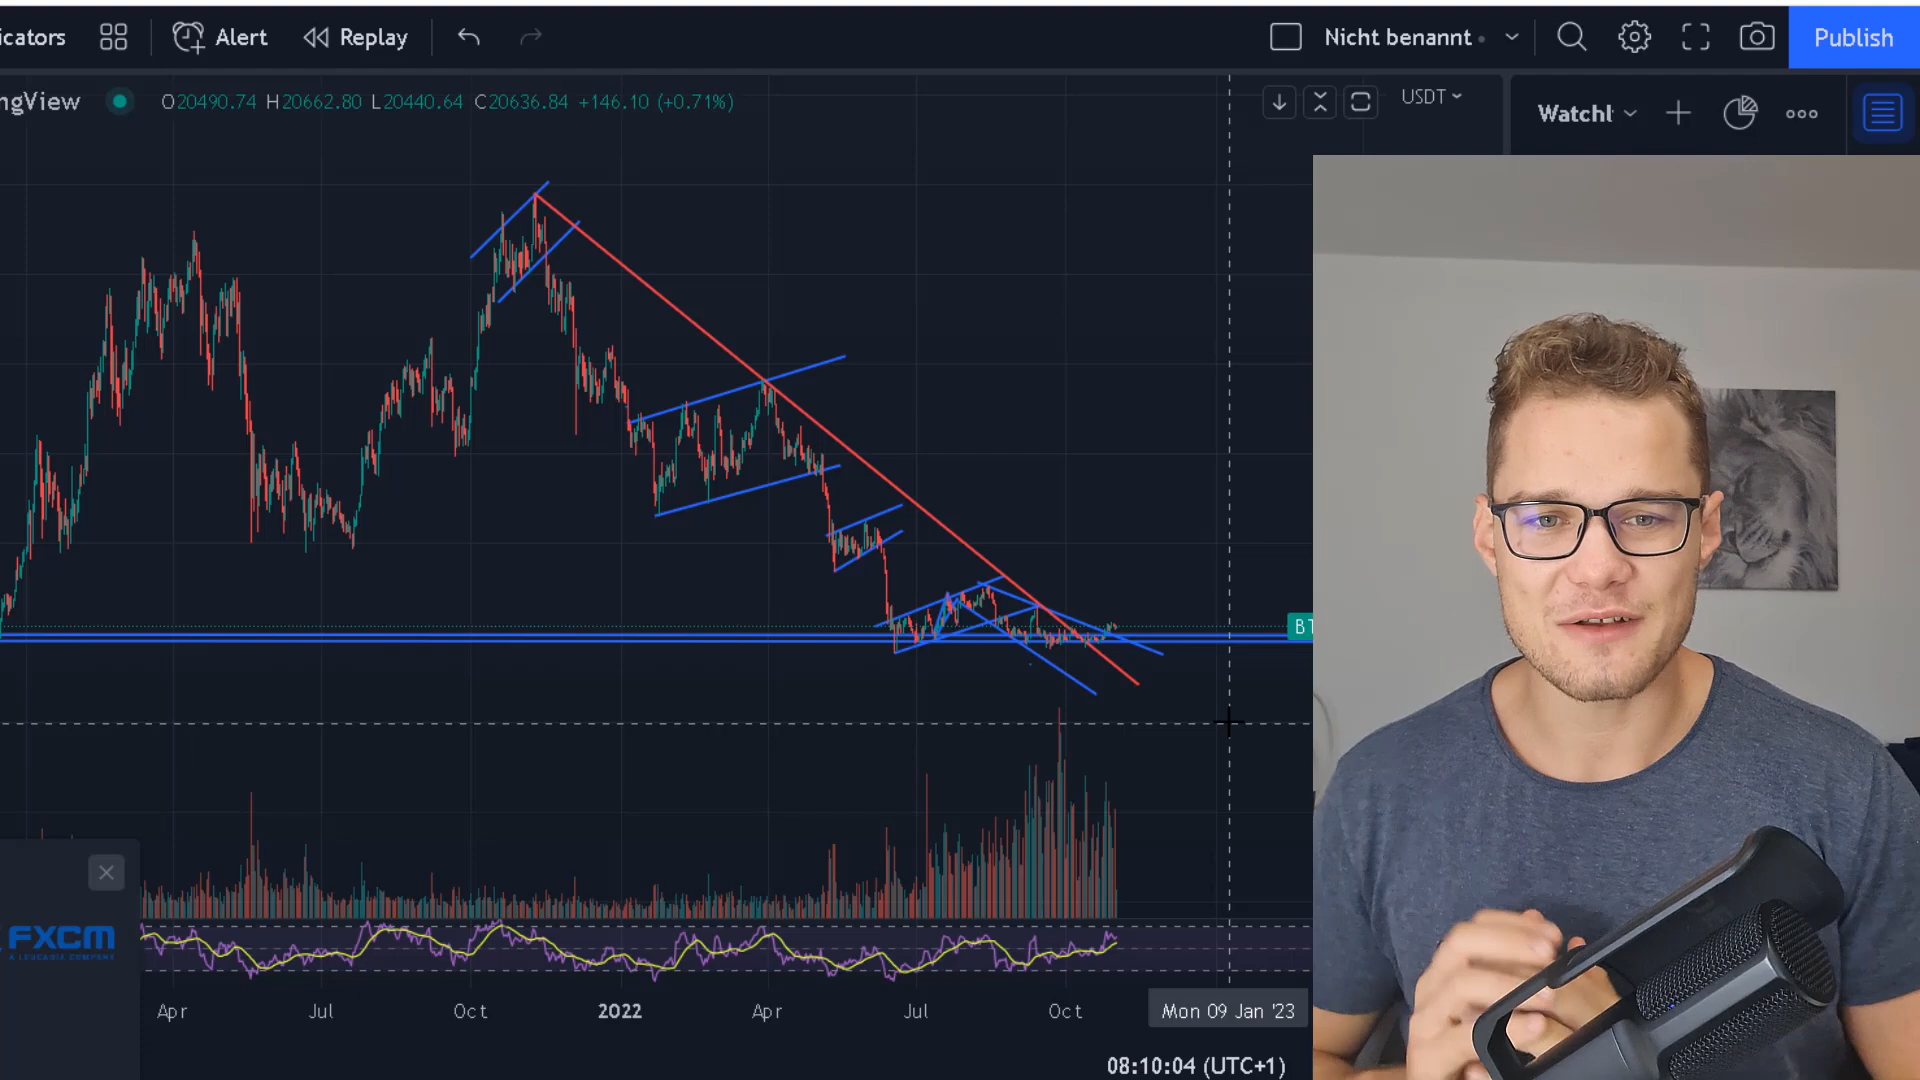 icators
Alert
Replay
Nicht benannt
Publish
ngView
O20490.74 H20662.80 L20440.64 C20636.84 +146.10 (+0.71%)
USDT
Watchl
BT
FXCM
A LEUCADIA COMPANY
Apr
Jul
Oct
2022
Apr
Jul
Oct
Mon 09 Jan '23
08:10:04 (UTC+1)